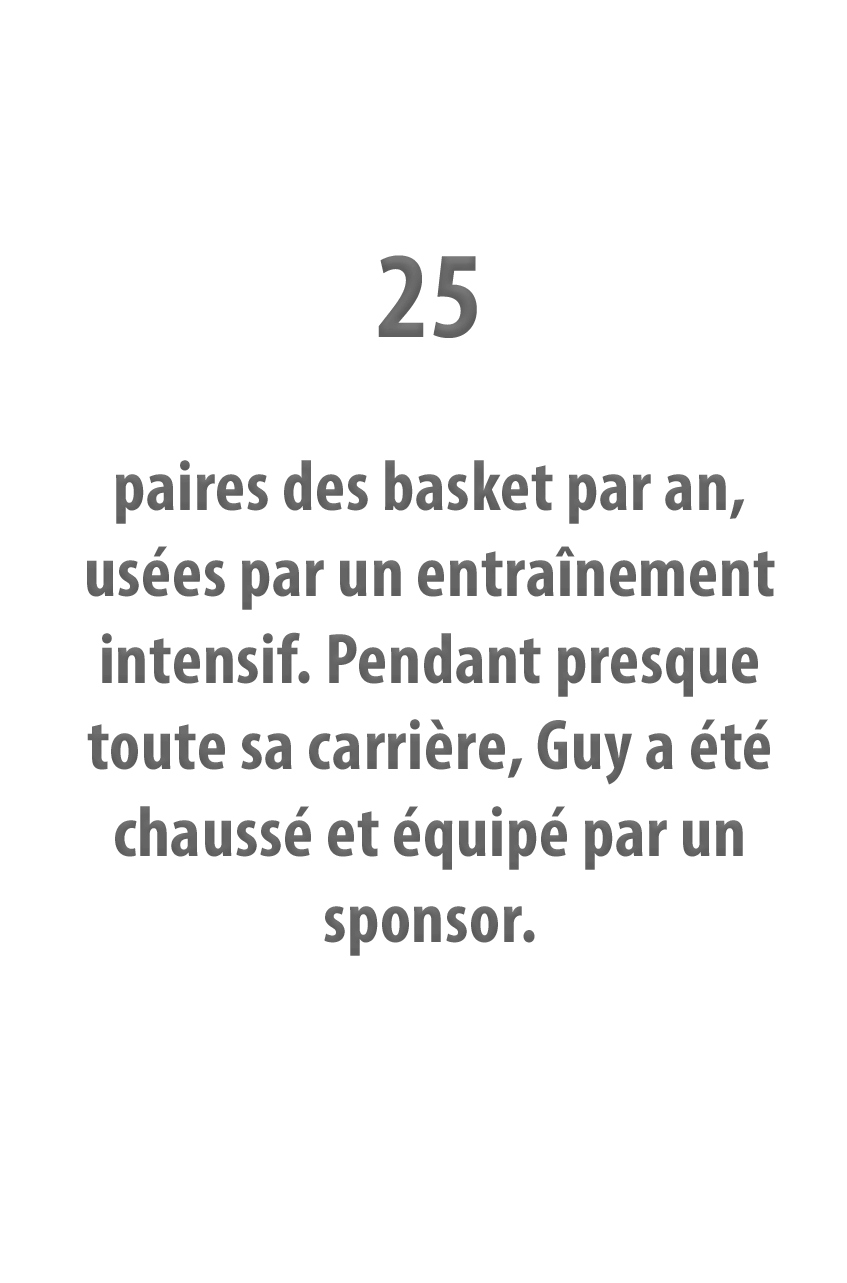 25
paires des basket par an,
usées par un entraînement
intensif. Pendant presque
toute sa carrière, Guy a été
chaussé et équipé par un
sponsor.